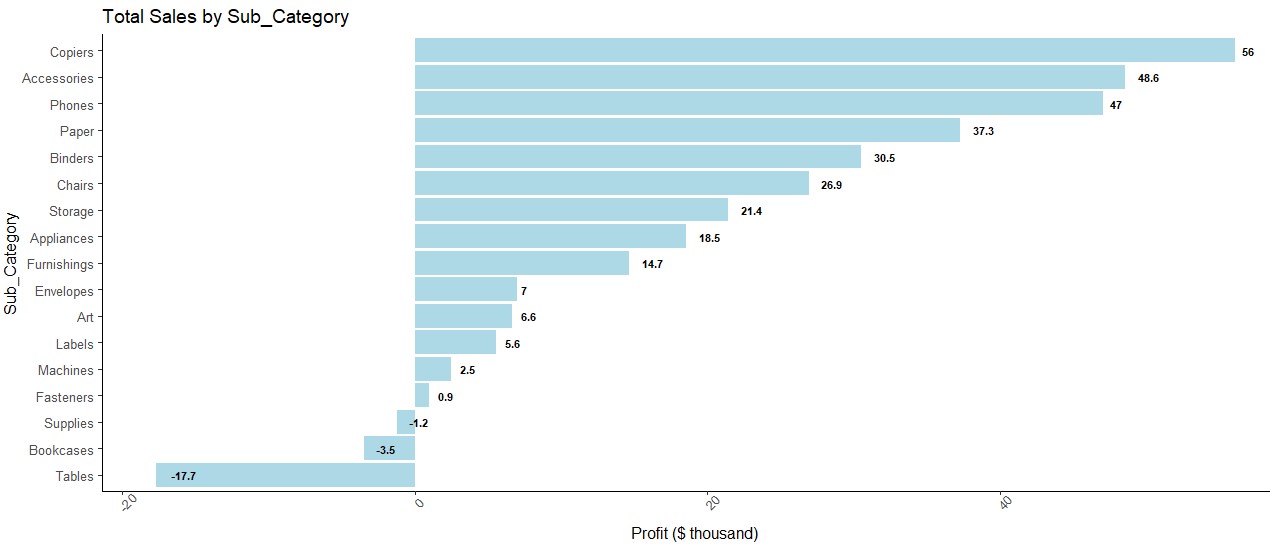 Total Sales by Sub_Category
Sub_Category
Copiers 56
Accessories 48.6
Phones 47
Paper 37.3
Binders 30.5
Chairs 26.9
Storage 21.4
Appliances 18.5
Furnishings 14.7
Envelopes 7
Art 6.6
Labels 5.6
Machines 2.5
Fasteners 0.9
Supplies -1.2
Bookcases -3.5
Tables -17.7
-20 0 20 40
Profit ($ thousand)